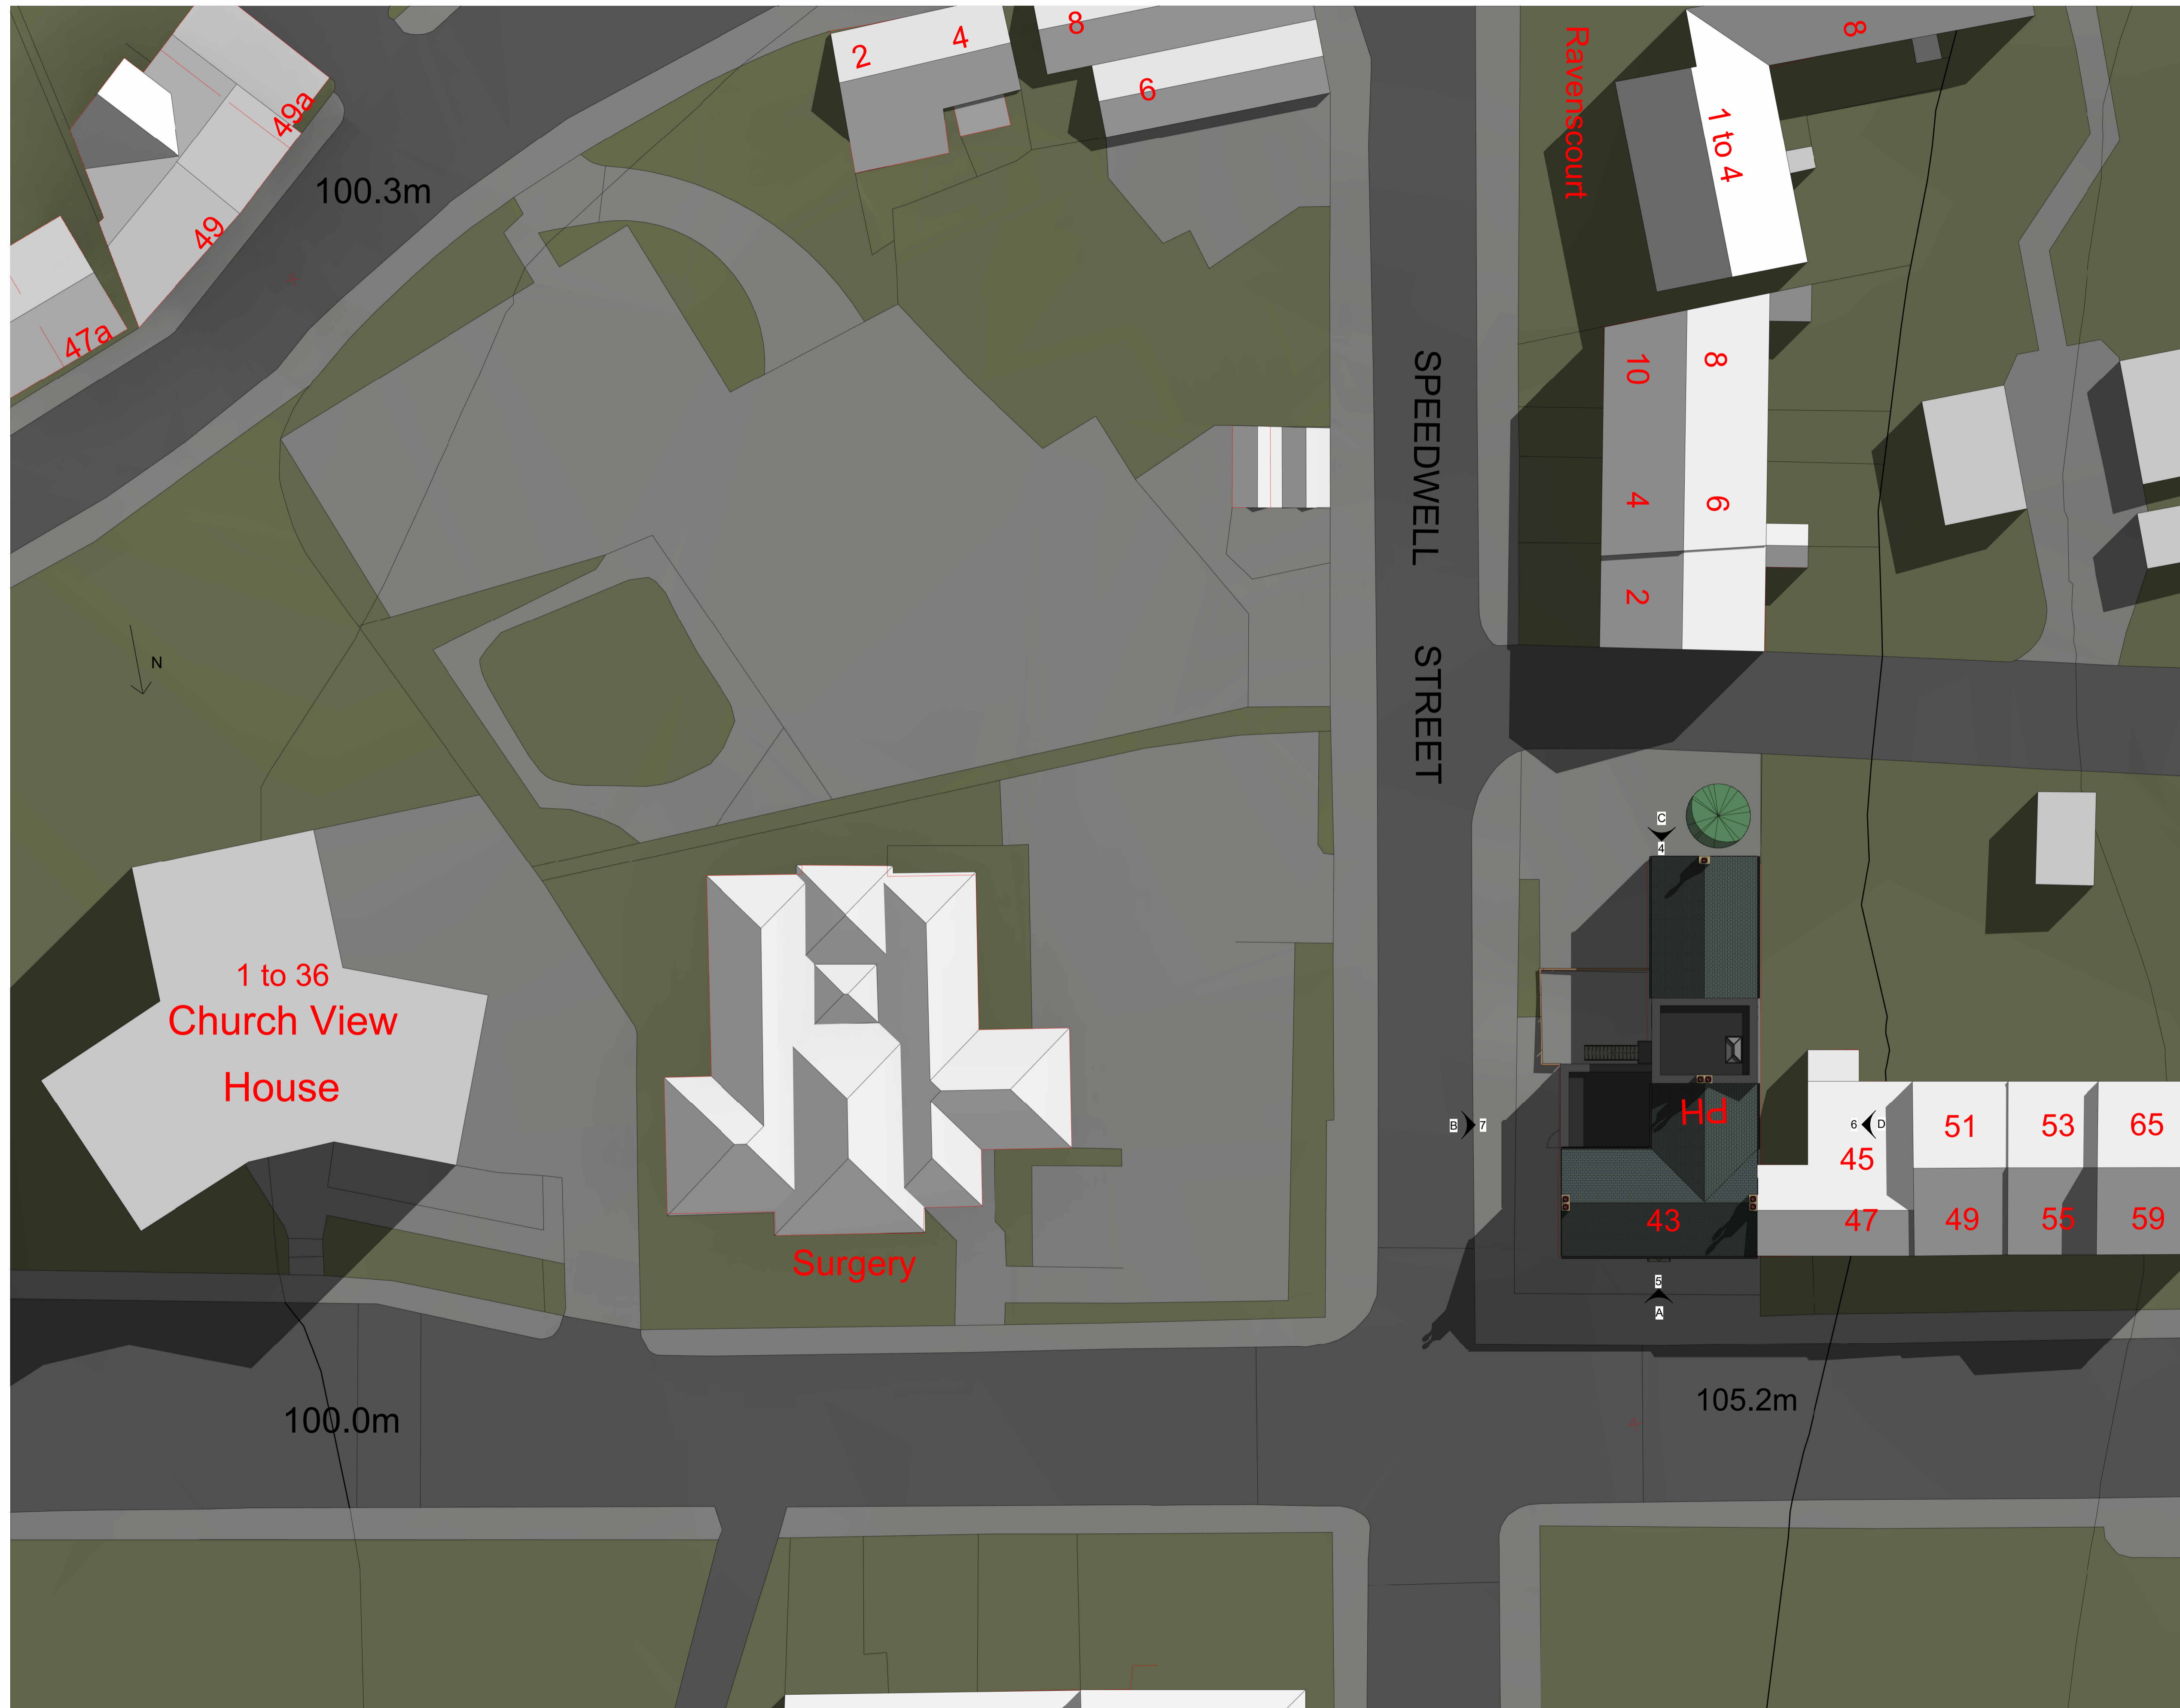 2
4
8
6
Ravenscourt
8
1 to 4
49a
49
47a
100.3m
SPEEDWELL
STREET
10
8
4
6
2
N
C
4
1 to 36
Church View
House
PH
B
7
6
D
45
51
53
65
43
47
49
55
59
Surgery
5
A
100.0m
105.2m